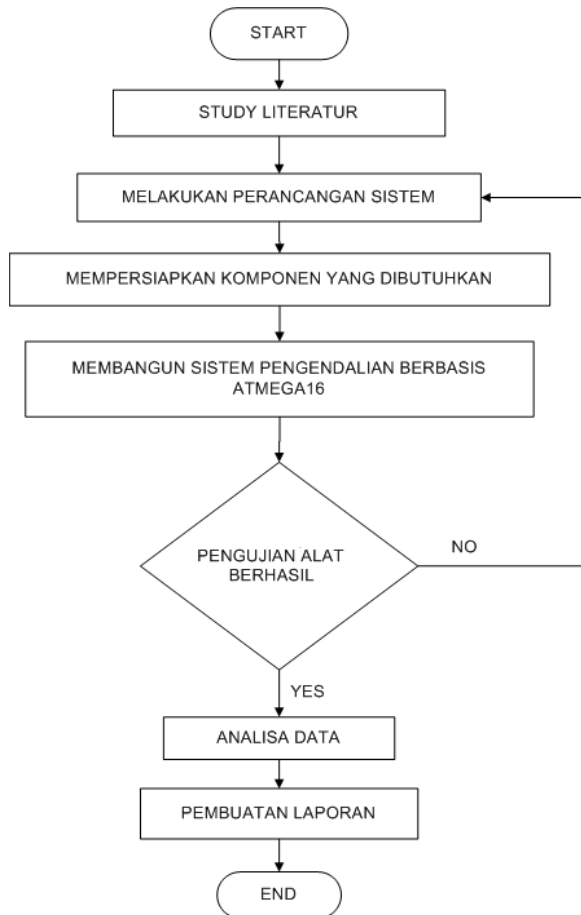 START
STUDY LITERATUR
MELAKUKAN PERANCANGAN SISTEM
MEMPERSIAPKAN KOMPONEN YANG DIBUTUHKAN
MEMBANGUN SISTEM PENGENDALIAN BERBASIS
ATMEGA16
PENGUJIAN ALAT
BERHASIL
NO
YES
ANALISA DATA
PEMBUATAN LAPORAN
END